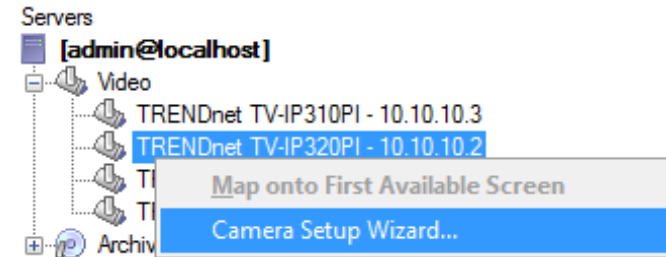 Servers
[admin@localhost]
Video
TRENDnet TV-IP310PI - 10.10.10.3
TRENDnet TV-IP320PI - 10.10.10.2
Map onto First Available Screen
Camera Setup Wizard...